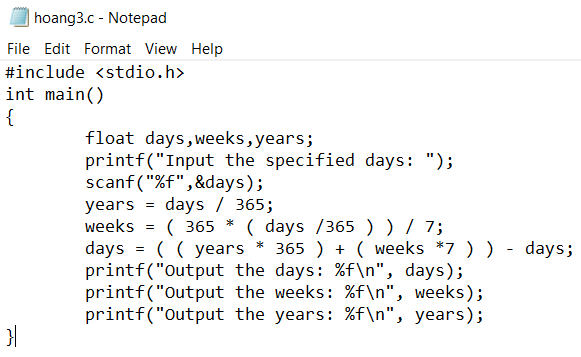 hoang3.c - Notepad
File Edit Format View Help
#include <stdio.h>
int main()
{
        float days,weeks,years;
        printf("Input the specified days: ");
        scanf("%f",&days);
        years = days / 365;
        weeks = ( 365 * ( days /365 ) ) / 7;
        days = ( ( years * 365 ) + ( weeks *7 ) ) - days;
        printf("Output the days: %f\n", days);
        printf("Output the weeks: %f\n", weeks);
        printf("Output the years: %f\n", years);
}